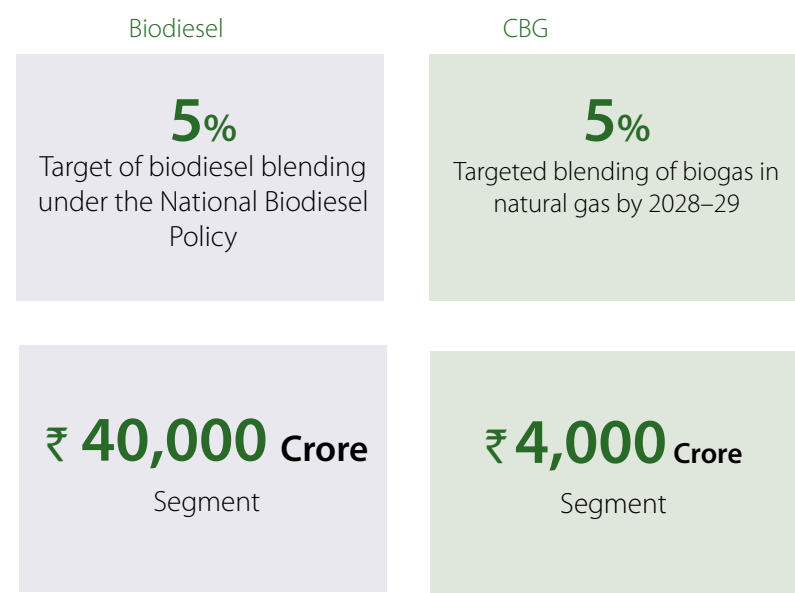 Biodiesel
5%
Target of biodiesel blending
under the National Biodiesel
Policy
₹ 40,000 Crore
Segment
CBG
5%
Targeted blending of biogas in
natural gas by 2028–29
₹ 4,000 Crore
Segment